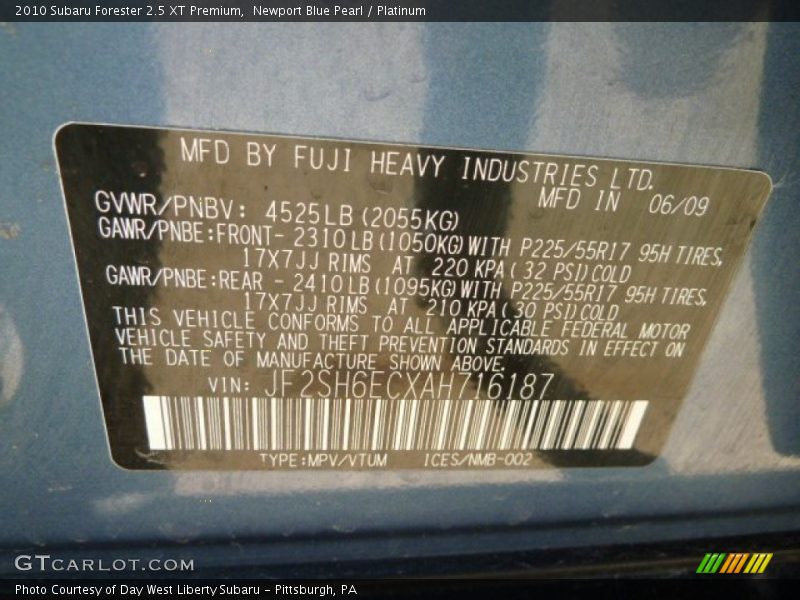 2010 Subaru Forester 2.5 XT Premium,  Newport Blue Pearl / Platinum
MFD BY FUJI HEAVY INDUSTRIES LTD.
MFD IN 06/09
GVWR/PNBV: 4525LB (2055KG)
GAWR/PNBE:FRONT- 2310 LB (1050KG) WITH P225/55R17 95H TIRES,
17X7JJ RIMS AT 220 KPA ( 32 PSI) COLD
GAWR/PNBE:REAR - 2410 LB (1095KG) WITH P225/55R17 95H TIRES,
17X7JJ RIMS AT 210 KPA ( 30 PSI) COLD
THIS VEHICLE CONFORMS TO ALL APPLICABLE FEDERAL MOTOR
VEHICLE SAFETY AND THEFT PREVENTION STANDARDS IN EFFECT ON
THE DATE OF MANUFACTURE SHOWN ABOVE.
VIN: JF2SH6ECXAH716187
TYPE:MPV/VTUM ICES/NMB-002
GTCARLOT.COM
Photo Courtesy of Day West Liberty Subaru - Pittsburgh, PA